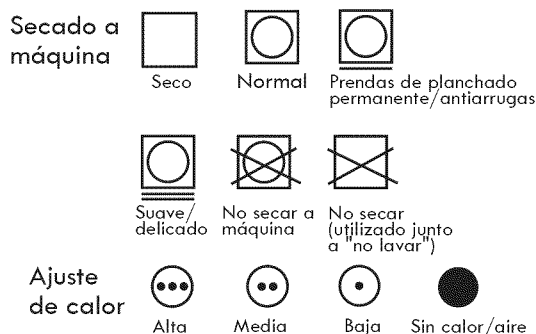 Secado a
máquina
Seco
Normal
Prendas de planchado
permanente/antiarrugas
Suave/
delicado
No secar a
máquina
No secar
(utilizado junto
a "no lavar")
Ajuste
de calor
Alta
Media
Baja
Sin calor/aire